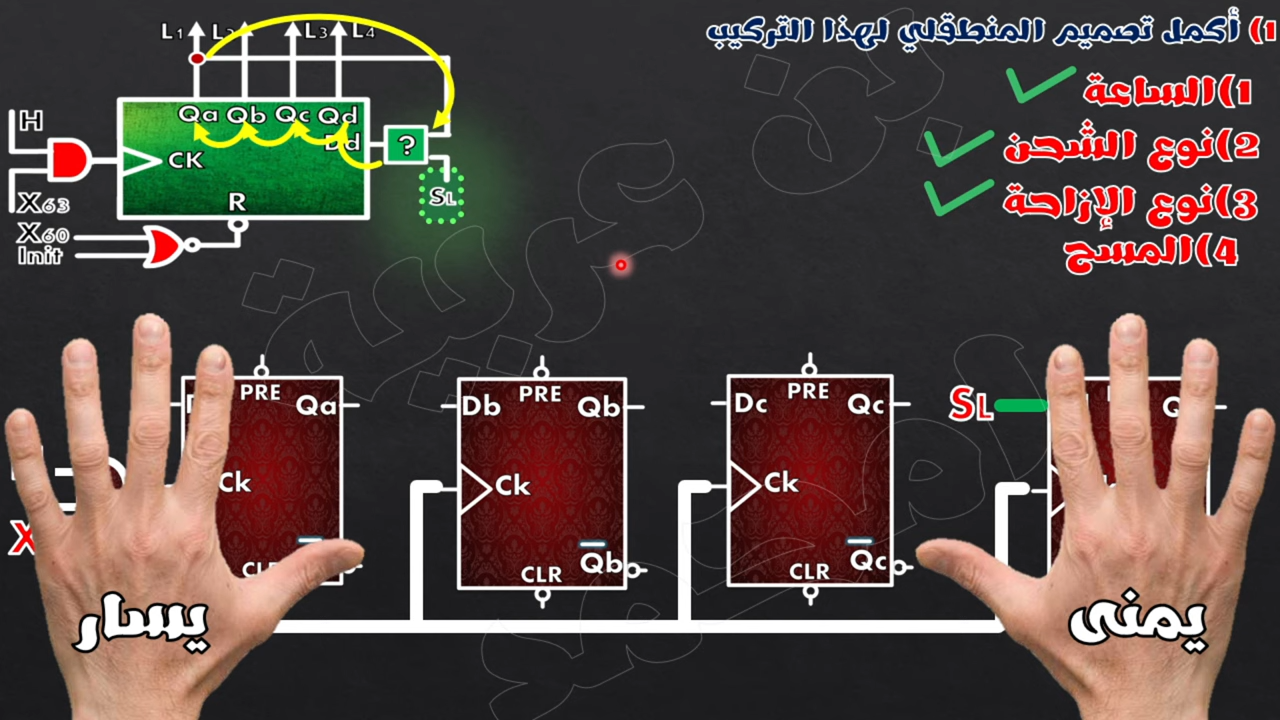 1) أكمل تصميم المنطقلي لهذا التركيب
1)الساعة
2)نوع الشحن
3)نوع الإزاحة
4)المسح
L1 L2 L3 L4
Qa Qb Qc Qd
Dd
?
H
CK
SL
R
X63
X60
Init
PRE Qa
Ck
CLR
Db PRE Qb
Ck
CLR Qb
Dc PRE Qc
Ck
CLR Qc
SL
X
يسار
يمنى